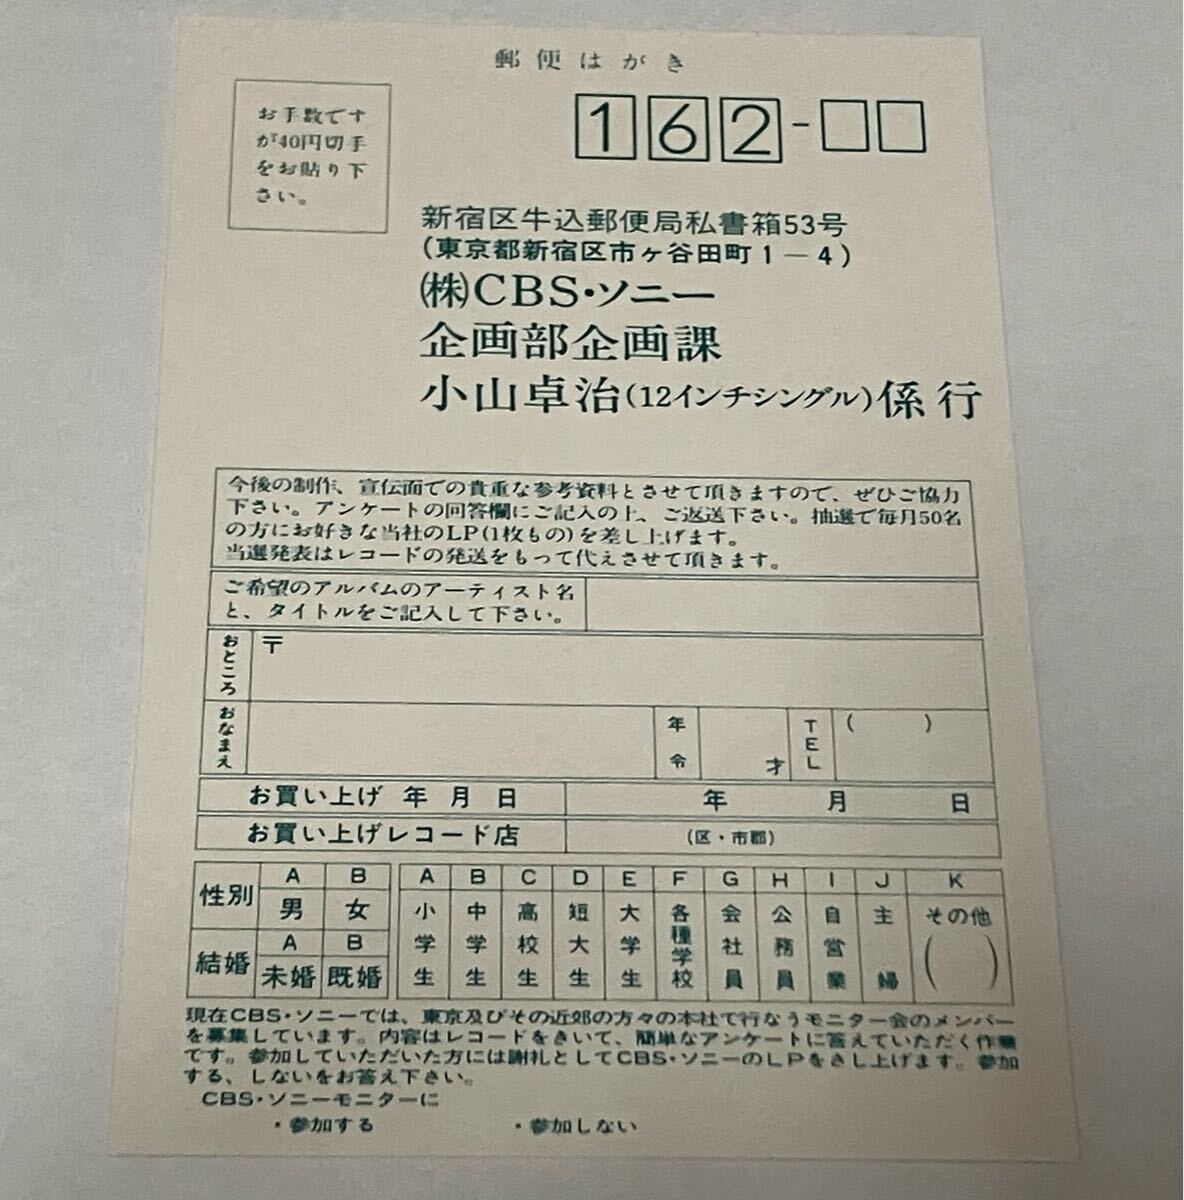 郵便はがき
お手数です
が40円切手
をお貼り下
さい。
162-□□
新宿区牛込郵便局私書箱53号
(東京都新宿区市ヶ谷田町1-4)
(株)CBS・ソニー
企画部企画課
小山卓治(12インチシングル)係行
今後の制作、宣伝面での貴重な参考資料とさせて頂きますので、ぜひご協力
下さい。アンケートの回答欄にご記入の上、ご返送下さい。抽選で毎月50名
の方にお好きな当社のLP(1枚もの)を差し上げます。
当選発表はレコードの発送をもって代えさせて頂きます。
ご希望のアルバムのアーティスト名
と、タイトルをご記入して下さい。
おところ 〒
おなまえ 年令 才 TEL ( )
お買い上げ 年 月 日 年 月 日
お買い上げレコード店 (区・市郡)
性別 A 男 B 女
結婚 A 未婚 B 既婚
A B C D E F G H I J K
小学生 中学生 高校生 短大生 大学生 各種学校 会社員 公務員 自営業 主婦 その他( )
現在CBS・ソニーでは、東京及びその近郊の方々の本社で行なうモニター会のメンバー
を募集しています。内容はレコードをきいて、簡単なアンケートに答えていただく作業
です。参加していただいた方には謝礼としてCBS・ソニーのLPをさし上げます。参加
する、しないをお答え下さい。
CBS・ソニーモニターに
・参加する ・参加しない